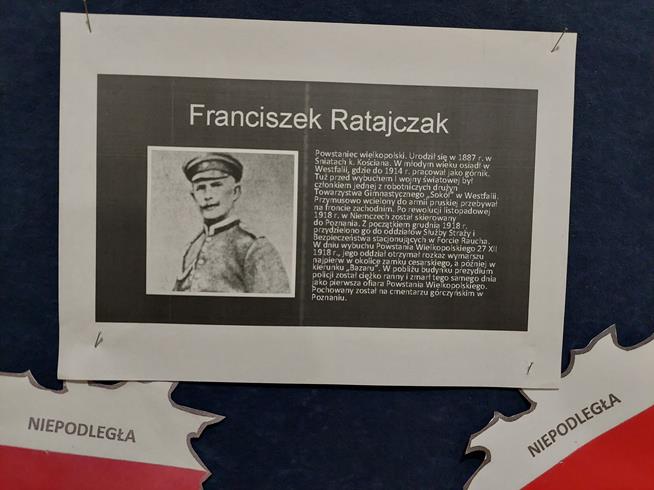 Franciszek Ratajczak
Powstaniec wielkopolski. Urodził się w 1887 r. w
Śniatach k. Kościana. W młodym wieku osiadł w
Westfalii, gdzie do 1914 r. pracował jako górnik.
Tuż przed wybuchem I wojny światowej był
członkiem jednej z robotniczych drużyn
Towarzystwa Gimnastycznego „Sokół” w Westfalii.
Przymusowo wcielony do armii pruskiej przebywał
na froncie zachodnim. Po rewolucji listopadowej
1918 r. w Niemczech został skierowany
do Poznania. Z początkiem grudnia 1918 r.
przydzielono go do oddziałów Służby Straży i
Bezpieczeństwa stacjonujących w Forcie Raucha.
W dniu wybuchu Powstania Wielkopolskiego 27 XII
1918 r., jego oddział otrzymał rozkaz wymarszu
najpierw w okolice zamku cesarskiego, a później w
kierunku „Bazaru”. W pobliżu budynku prezydium
policji został ciężko ranny i zmarł tego samego dnia
jako pierwsza ofiara Powstania Wielkopolskiego.
Pochowany został na cmentarzu górczyńskim w
Poznaniu.
NIEPODLEGŁA
NIEPODLEGŁA